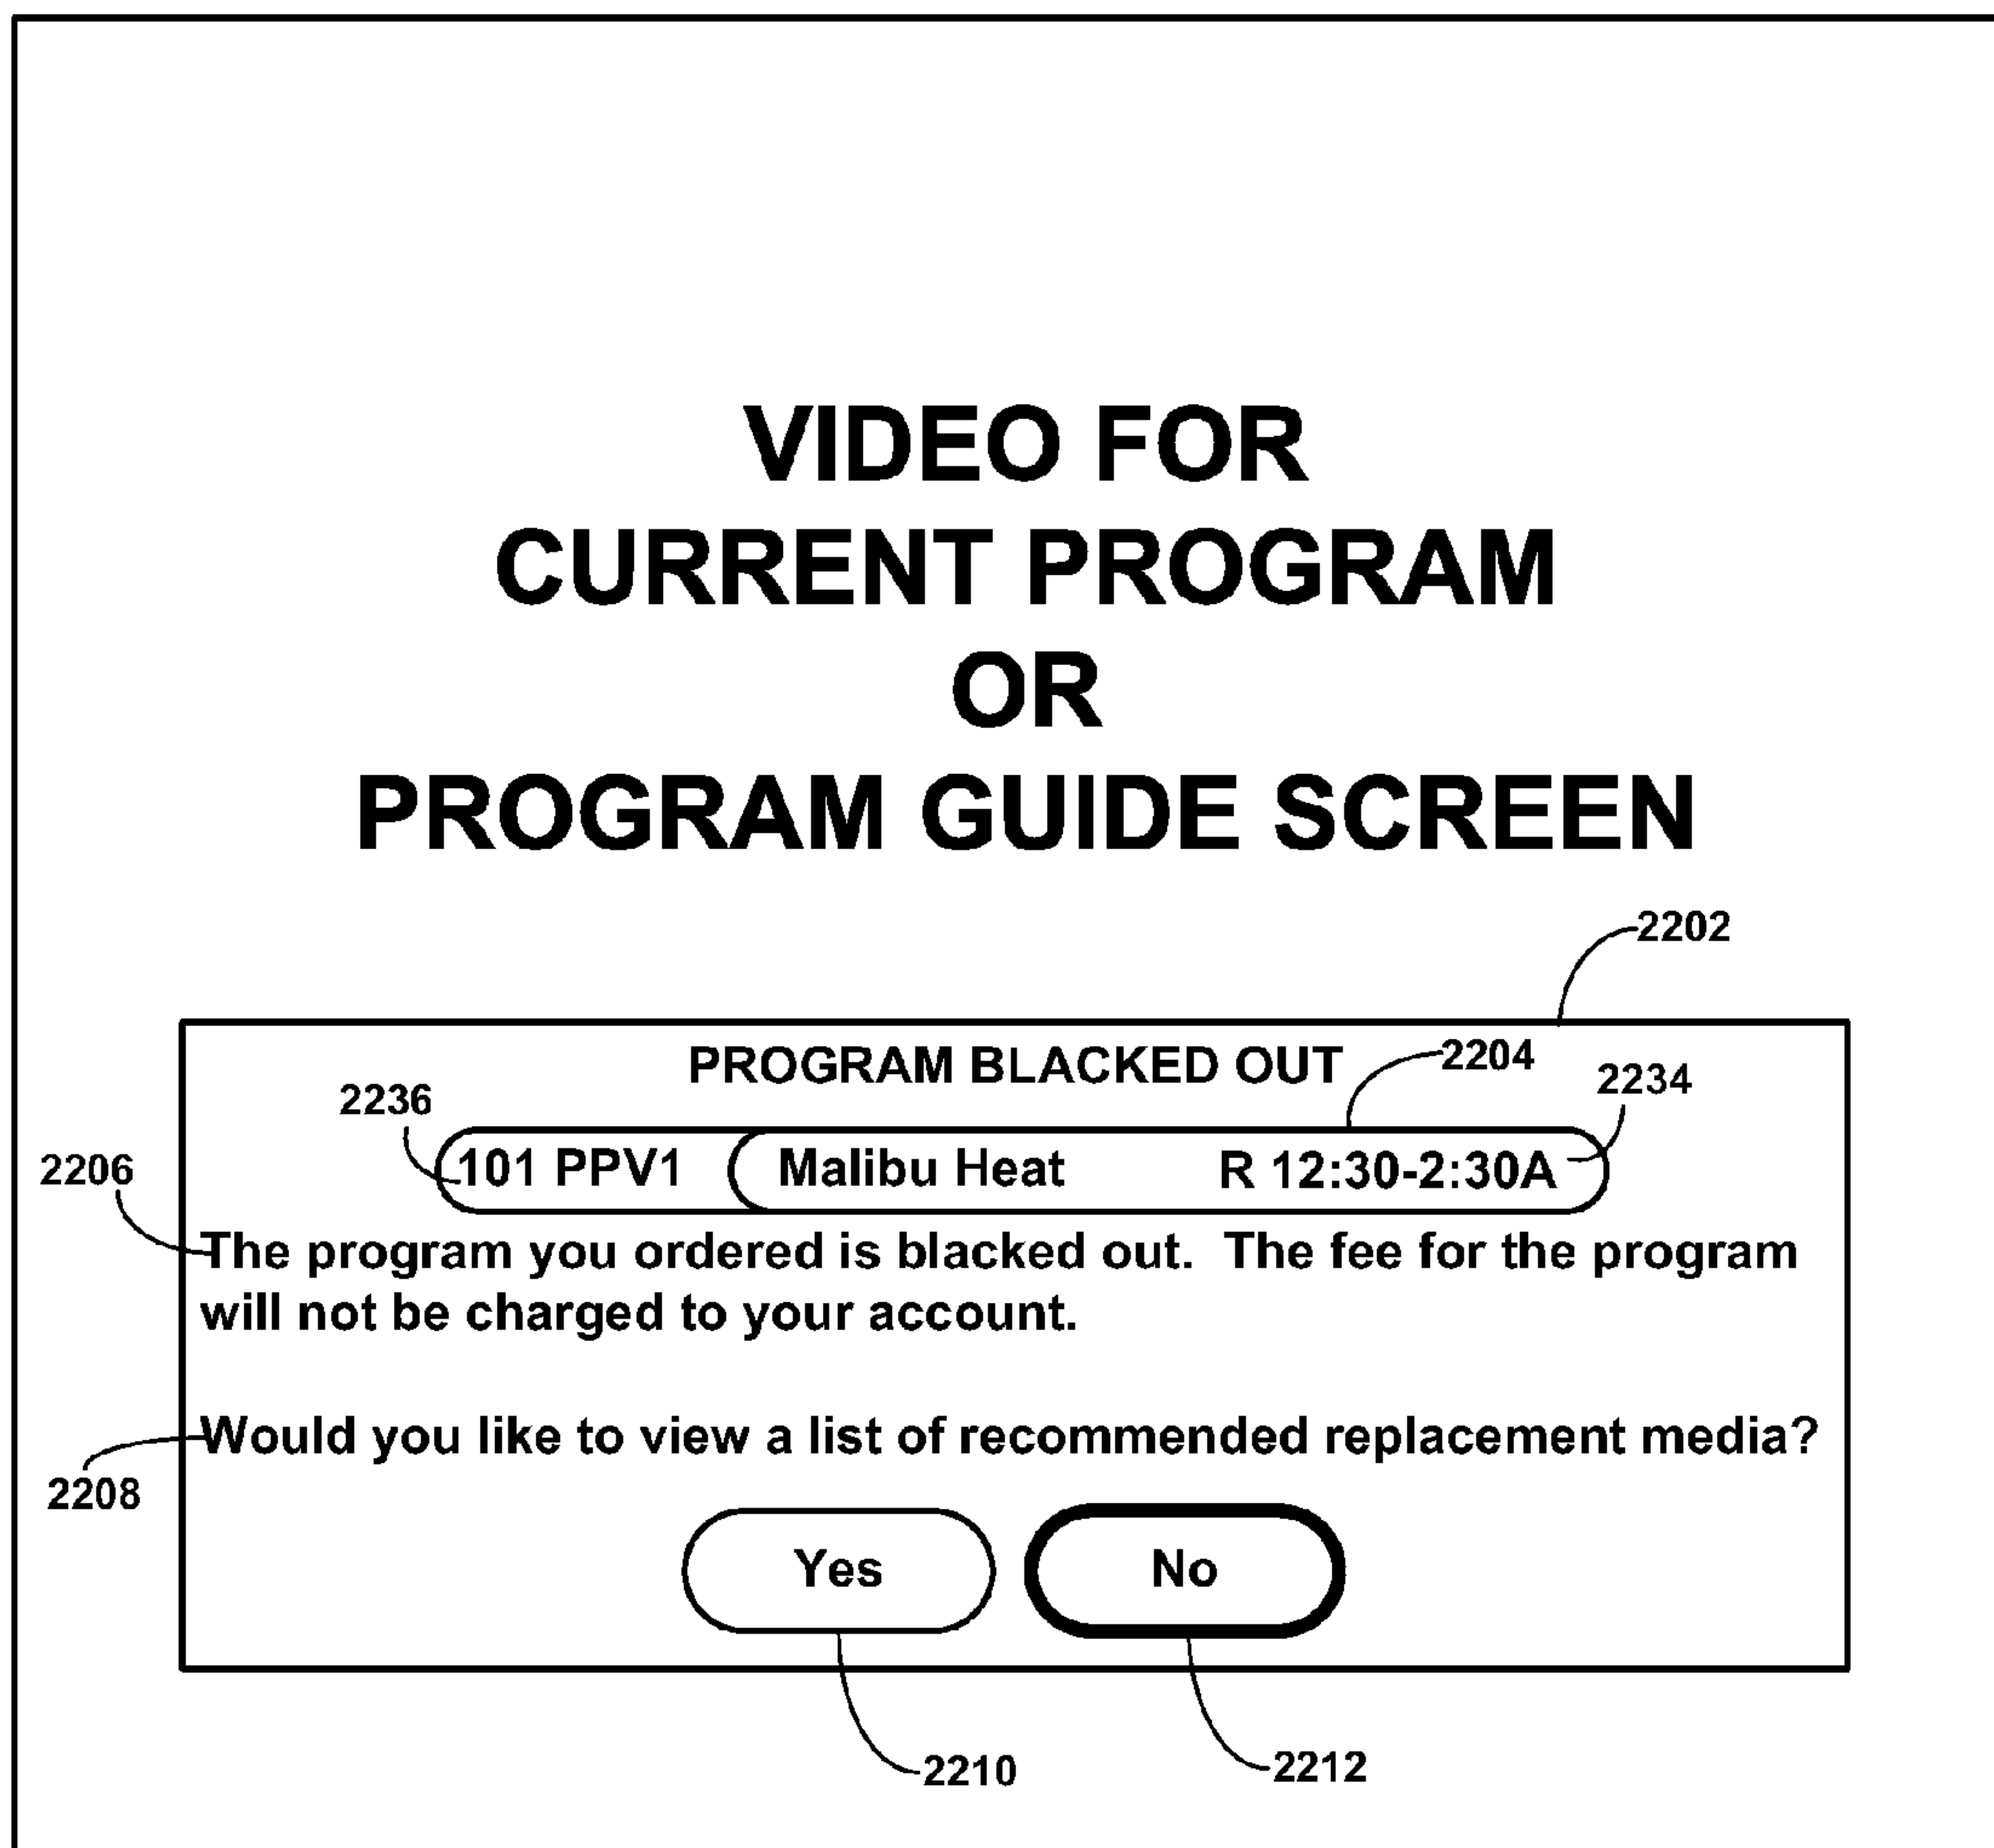 VIDEO FOR
CURRENT PROGRAM
OR
PROGRAM GUIDE SCREEN
2202
PROGRAM BLACKED OUT
2204
2234
2236
101 PPV1 Malibu Heat R 12:30-2:30A
2206
The program you ordered is blacked out. The fee for the program
will not be charged to your account.
Would you like to view a list of recommended replacement media?
2208
Yes No
2210 2212